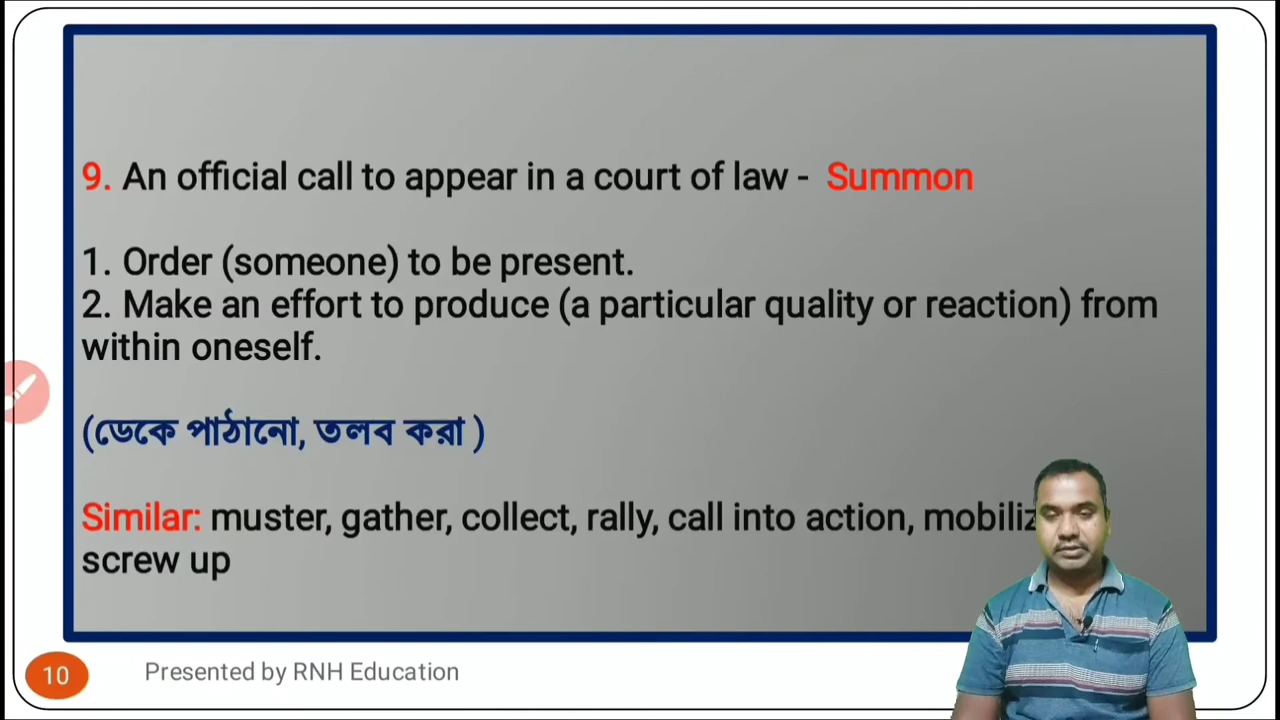 9. An official call to appear in a court of law - Summon
1. Order (someone) to be present.
2. Make an effort to produce (a particular quality or reaction) from
within oneself.
(ডেকে পাঠানো, তলব করা )
Similar: muster, gather, collect, rally, call into action,
screw up
10 Presented by RNH Education